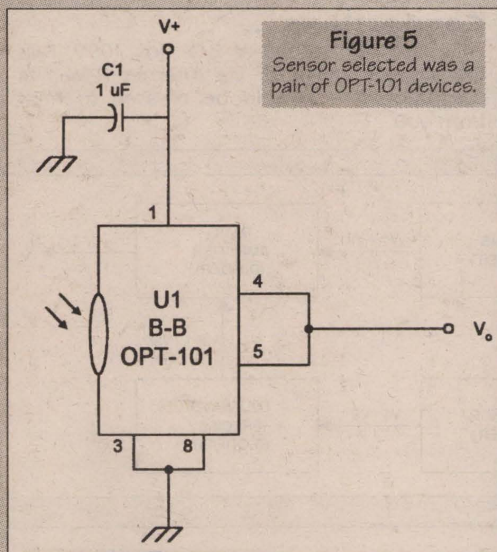 Figure 5
Sensor selected was a
pair of OPT-101 devices.
V+
C1
1 uF
1
U1
B-B
OPT-101
4
5
Vo
3
8